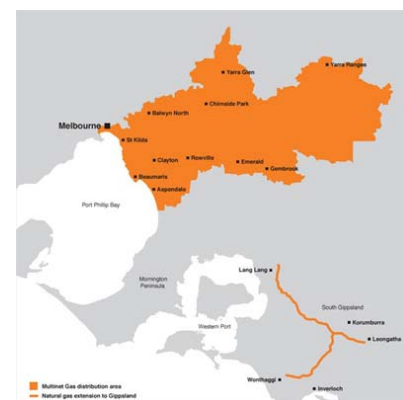 Yarra Glen
Yarra Ranges
Chirnside Park
Balwyn North
Melbourne
St Kilda
Clayton
Rowville
Emerald
Gembrook
Beaumaris
Aspendale
Port Phillip Bay
Lang Lang
Mornington
Peninsula
South Gippsland
Western Port
Korumburra
Leongatha
Wonthaggi
Inverloch
Multinet Gas distribution area
Natural gas extension to Gippsland